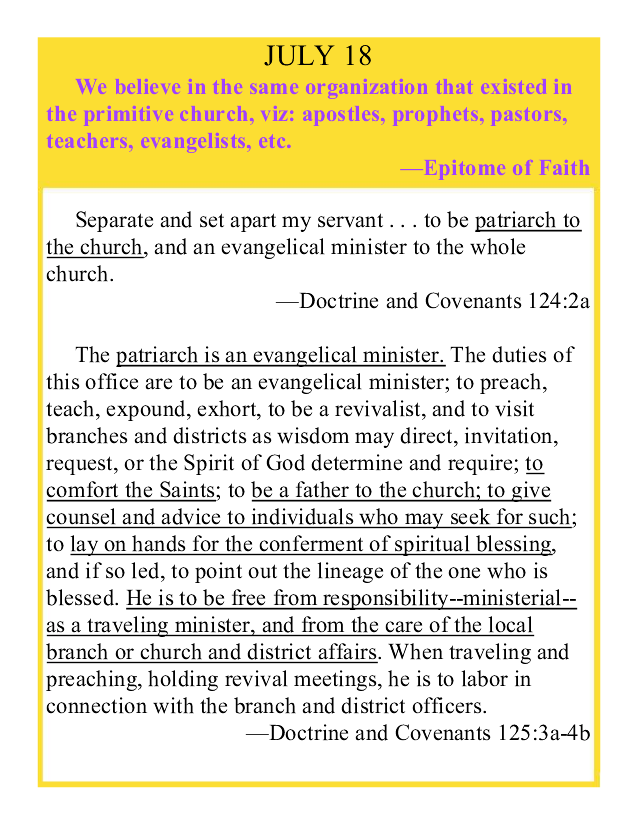 JULY 18
We believe in the same organization that existed in
the primitive church, viz: apostles, prophets, pastors,
teachers, evangelists, etc.
—Epitome of Faith
Separate and set apart my servant . . . to be patriarch to
the church, and an evangelical minister to the whole
church.
—Doctrine and Covenants 124:2a
The patriarch is an evangelical minister. The duties of
this office are to be an evangelical minister; to preach,
teach, expound, exhort, to be a revivalist, and to visit
branches and districts as wisdom may direct, invitation,
request, or the Spirit of God determine and require; to
comfort the Saints; to be a father to the church; to give
counsel and advice to individuals who may seek for such;
to lay on hands for the conferment of spiritual blessing,
and if so led, to point out the lineage of the one who is
blessed. He is to be free from responsibility--ministerial--
as a traveling minister, and from the care of the local
branch or church and district affairs. When traveling and
preaching, holding revival meetings, he is to labor in
connection with the branch and district officers.
—Doctrine and Covenants 125:3a-4b